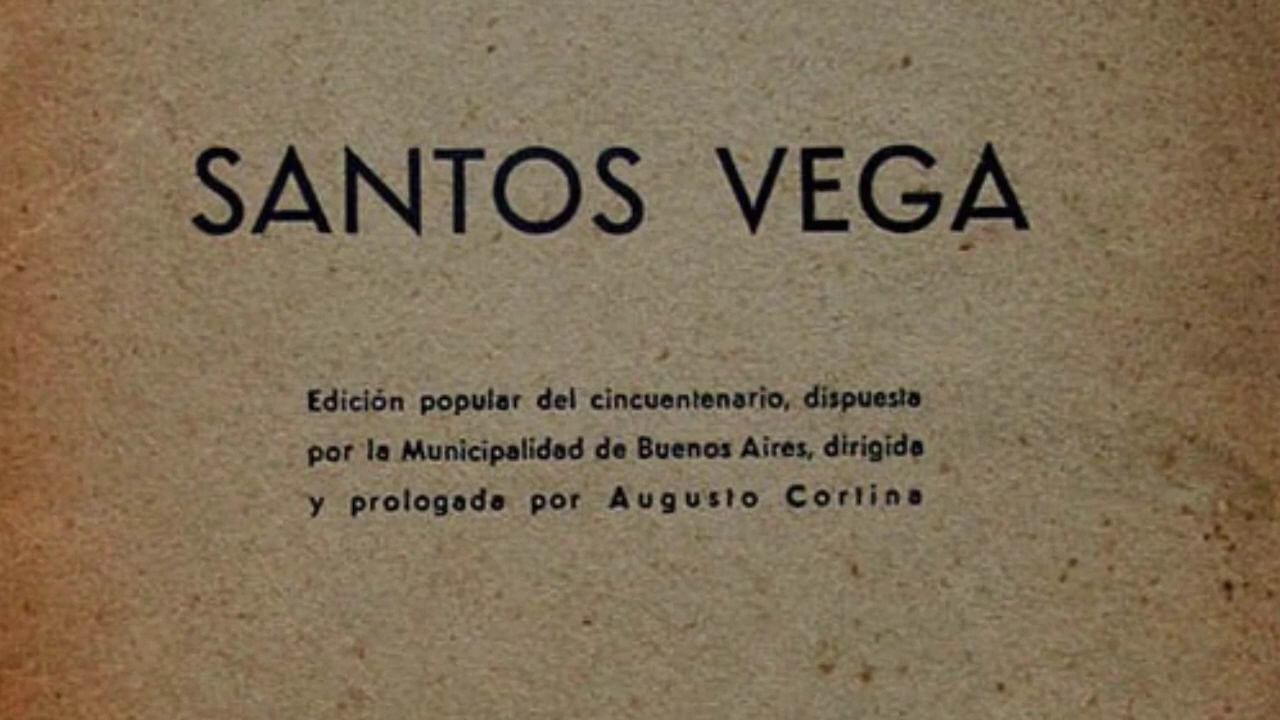 SANTOS VEGA
Edición popular del cincuentenario, dispuesta
por la Municipalidad de Buenos Aires, dirigida
y prologada por Augusto Cortina